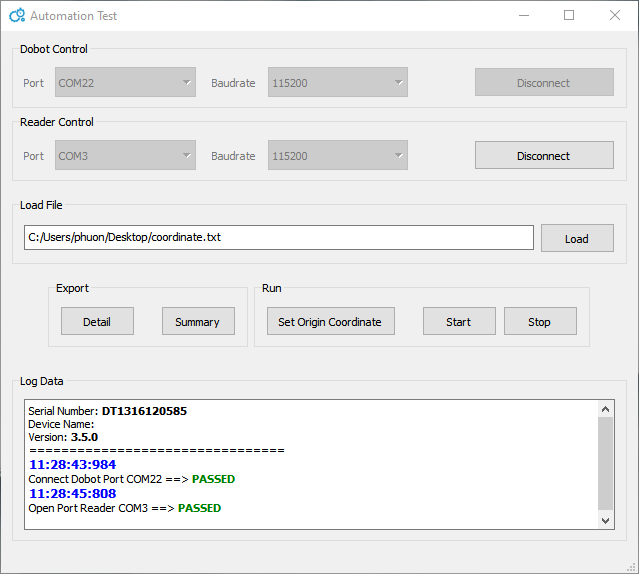 Automation Test
Dobot Control
Port COM22 Baudrate 115200 Disconnect
Reader Control
Port COM3 Baudrate 115200 Disconnect
Load File
C:/Users/phuon/Desktop/coordinate.txt Load
Export Run
Detail Summary Set Origin Coordinate Start Stop
Log Data
Serial Number: DT1316120585
Device Name:
Version: 3.5.0
================================
11:28:43:984
Connect Dobot Port COM22 ==> PASSED
11:28:45:808
Open Port Reader COM3 ==> PASSED